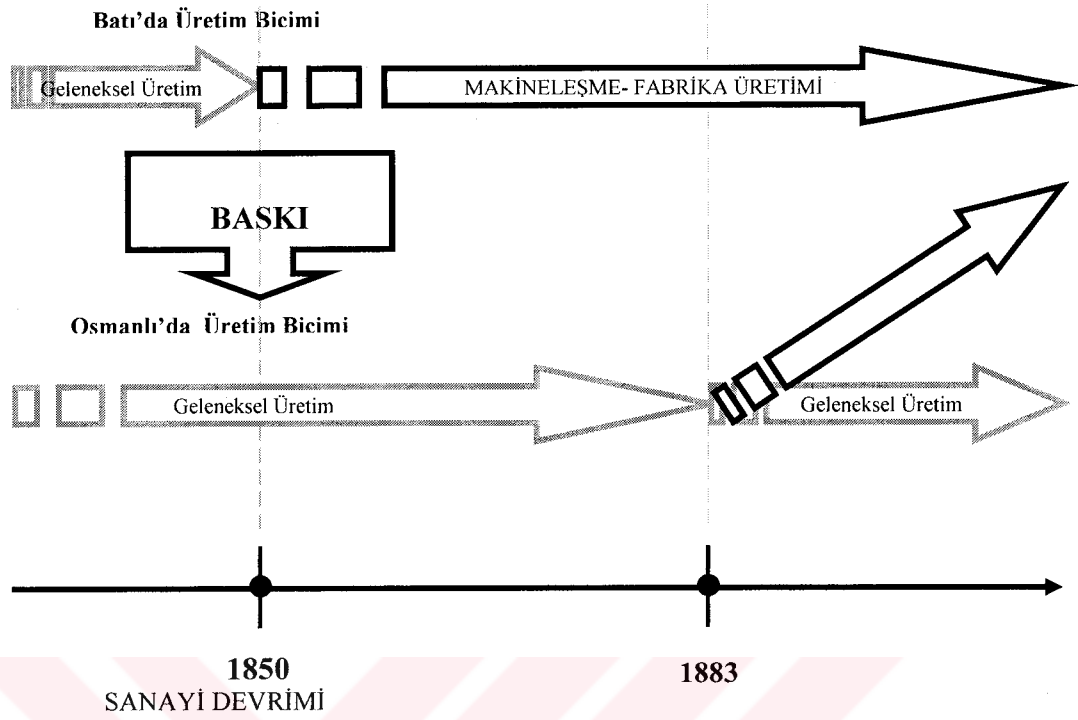 Batı'da Üretim Bicimi
Geleneksel Üretim
MAKİNELEŞME- FABRİKA ÜRETİMİ
BASKI
Osmanlı'da Üretim Bicimi
Geleneksel Üretim
Geleneksel Üretim
1850
1883
SANAYİ DEVRİMİ